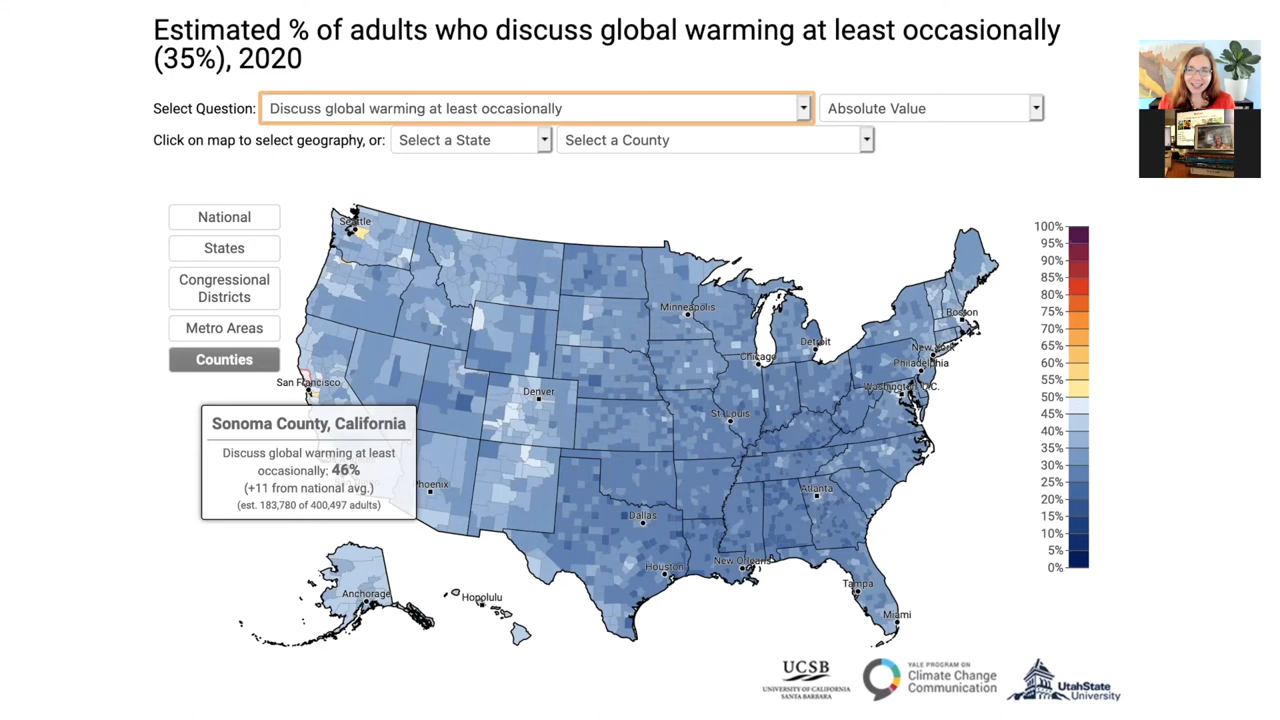 Estimated % of adults who discuss global warming at least occasionally
(35%), 2020
Select Question: Discuss global warming at least occasionally Absolute Value
Click on map to select geography, or: Select a State Select a County
National
States
Congressional
Districts
Metro Areas
Counties
Seattle
San Francisco
Sonoma County, California
Discuss global warming at least
occasionally: 46%
(+11 from national avg.)
(est. 183,780 of 400,497 adults)
Phoenix
Denver
Minneapolis
Chicago
Detroit
St. Louis
Boston
New York
Philadelphia
Washington, D.C.
Atlanta
Dallas
Houston
New Orleans
Tampa
Miami
Anchorage
Honolulu
100%
95%
90%
85%
80%
75%
70%
65%
60%
55%
50%
45%
40%
35%
30%
25%
20%
15%
10%
5%
0%
UCSB
UNIVERSITY OF CALIFORNIA
SANTA BARBARA
YALE PROGRAM ON
Climate Change
Communication
UtahState
University